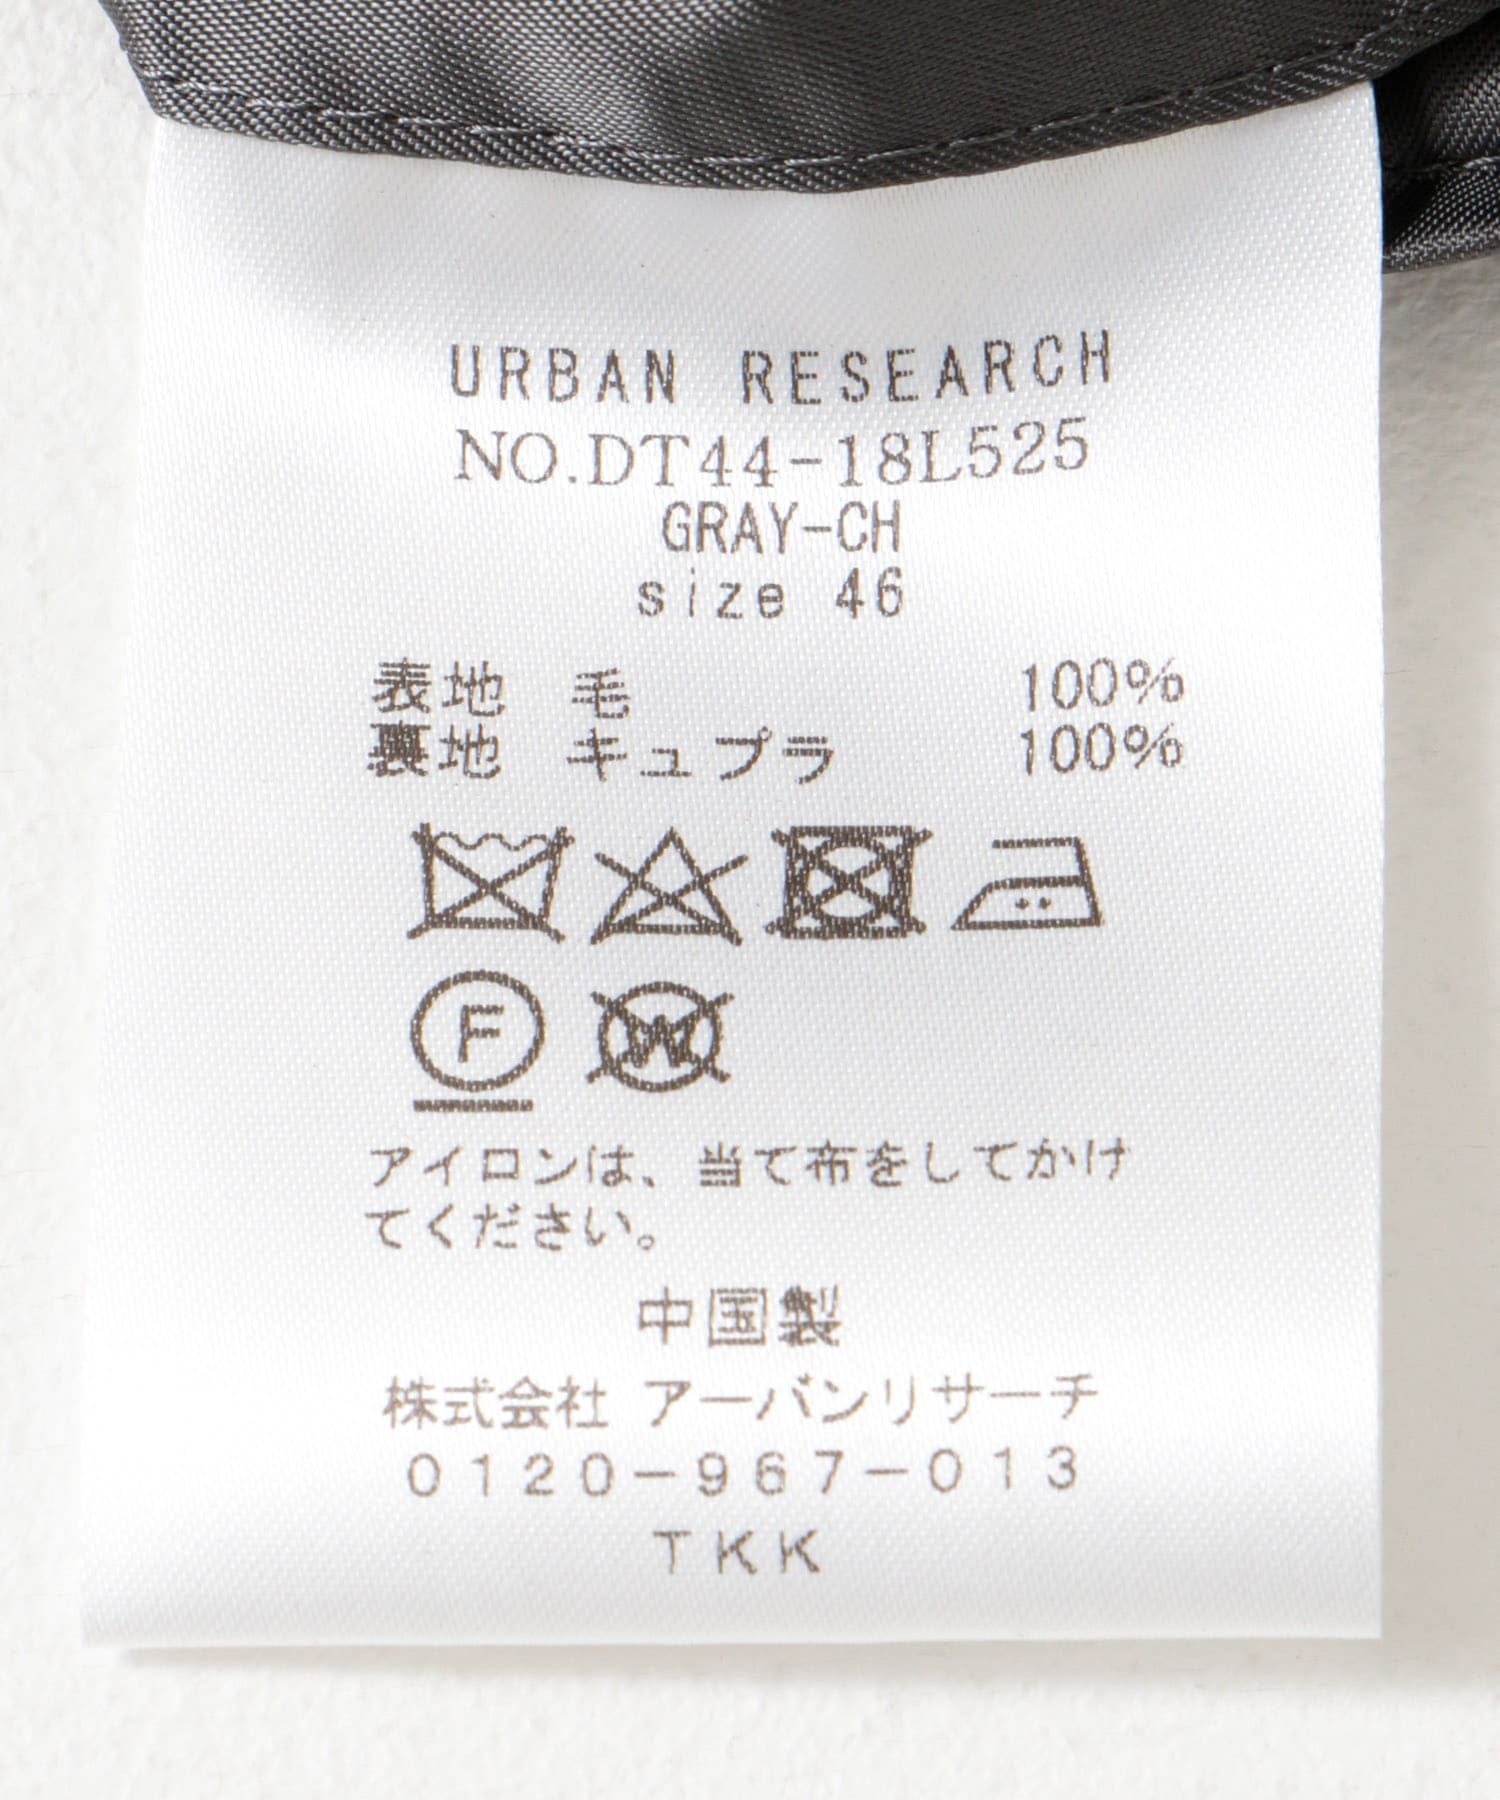 URBAN RESEARCH
NO.DT44-18L525
GRAY-CH
size 46
表地 毛 100%
裏地 キュプラ 100%
F W
アイロンは、当て布をしてかけ
てください。
中国製
株式会社 アーバンリサーチ
0120-967-013
TKK